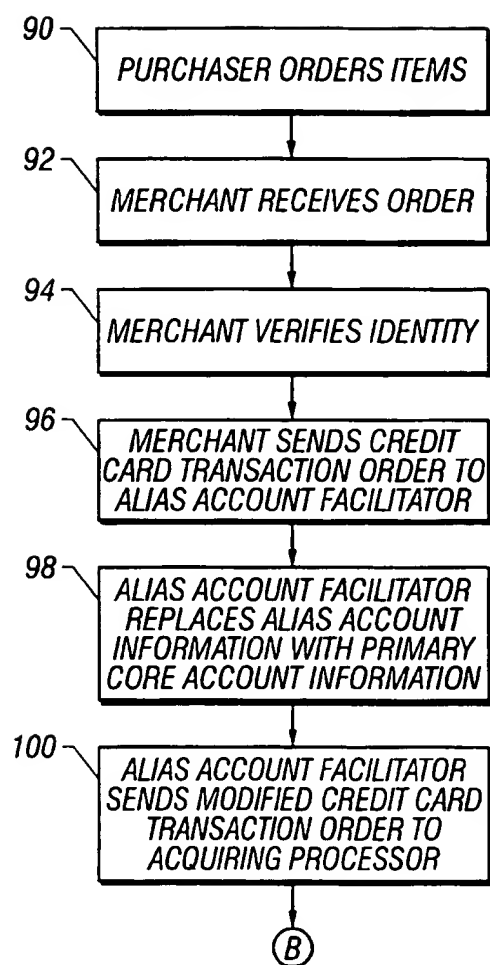 90
PURCHASER ORDERS ITEMS
92
MERCHANT RECEIVES ORDER
94
MERCHANT VERIFIES IDENTITY
96
MERCHANT SENDS CREDIT
CARD TRANSACTION ORDER TO
ALIAS ACCOUNT FACILITATOR
98
ALIAS ACCOUNT FACILITATOR
REPLACES ALIAS ACCOUNT
INFORMATION WITH PRIMARY
CORE ACCOUNT INFORMATION
100
ALIAS ACCOUNT FACILITATOR
SENDS MODIFIED CREDIT CARD
TRANSACTION ORDER TO
ACQUIRING PROCESSOR
B